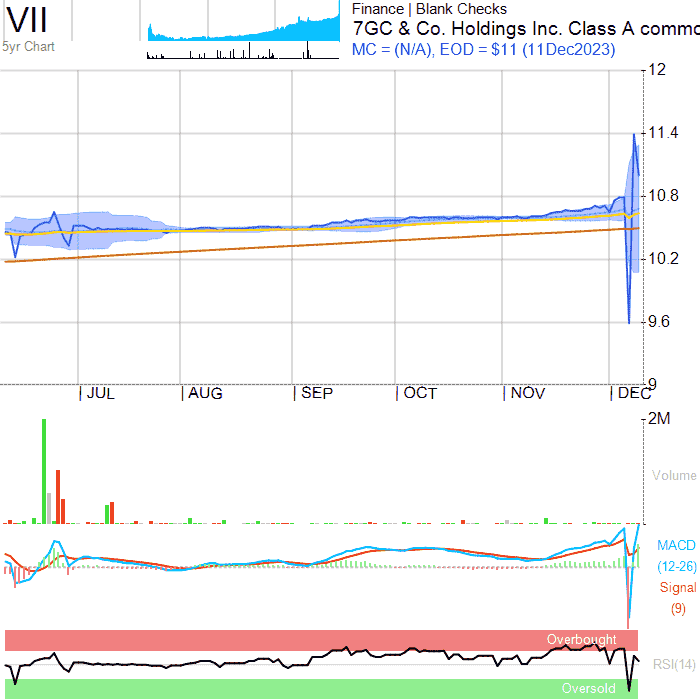 VII
5yr Chart
Finance | Blank Checks
7GC & Co. Holdings Inc. Class A commo
MC = (N/A), EOD = $11 (11Dec2023)
12
11.4
10.8
10.2
9.6
9
| JUL | AUG | SEP | OCT | NOV | DEC
2M
Volume
MACD
(12-26)
Signal
(9)
Overbought
RSI(14)
Oversold